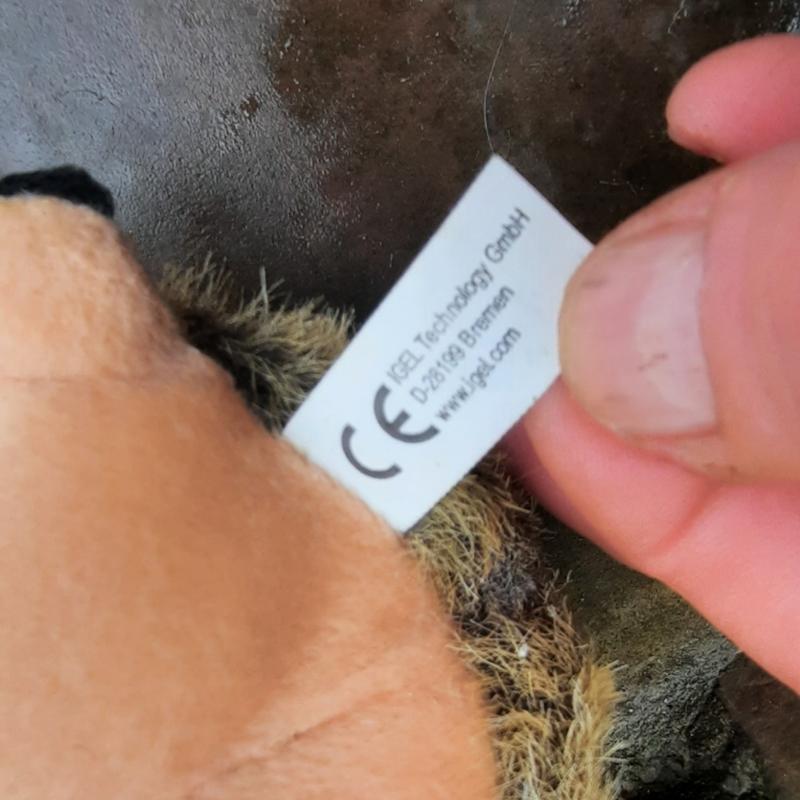 CE
IGEL Technology GmbH
D-28199 Bremen
www.igel.com